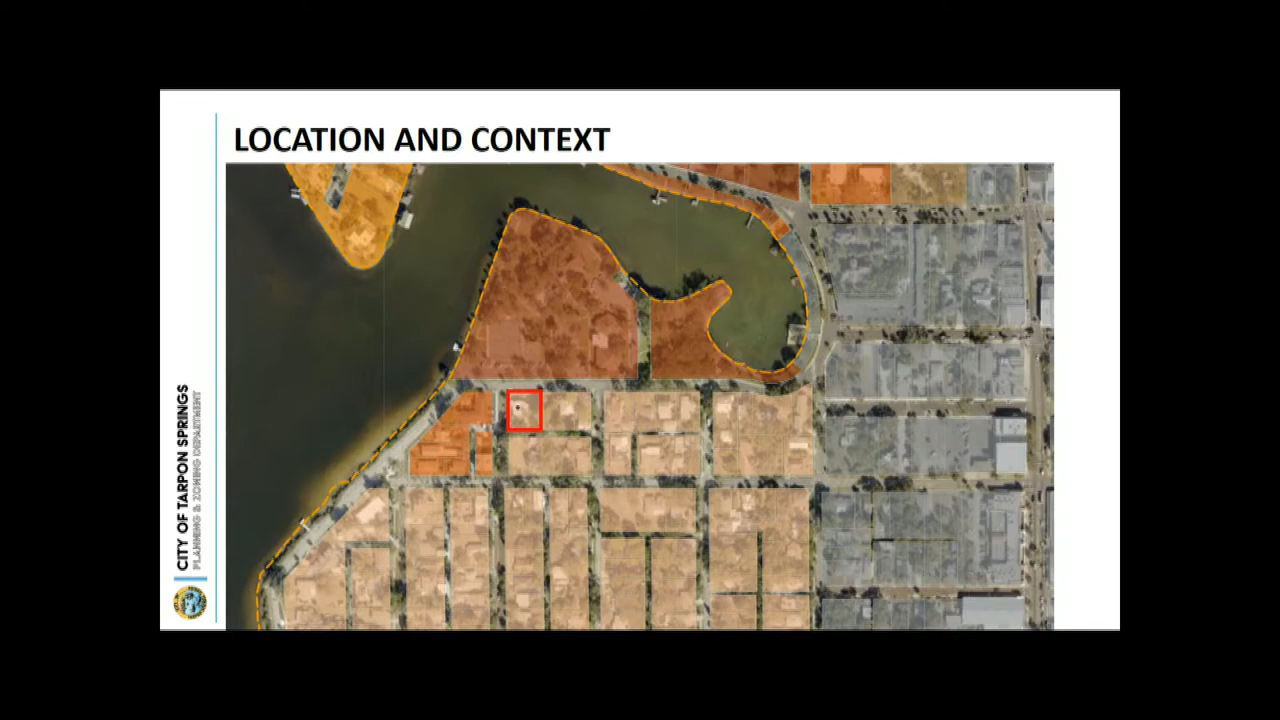 LOCATION AND CONTEXT
CITY OF TARPON SPRINGS
PLANNING & ZONING DEPARTMENT